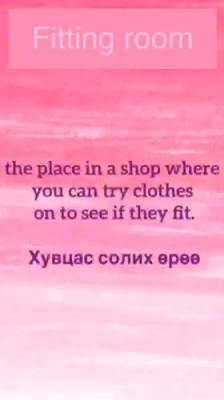 Fitting room
the place in a shop where
you can try clothes
on to see if they fit.
Хувцас солих өрөө